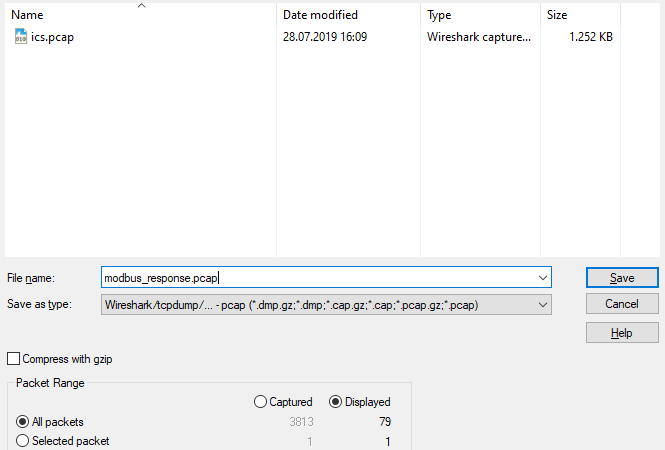 Name Date modified Type Size
ics.pcap 28.07.2019 16:09 Wireshark capture... 1.252 KB
File name: modbus_response.pcap Save
Save as type: Wireshark/tcpdump/... - pcap (*.dmp.gz;*.dmp;*.cap.gz;*.cap;*.pcap.gz;*.pcap) Cancel
Help
Compress with gzip
Packet Range
Captured Displayed
All packets 3813 79
Selected packet 1 1